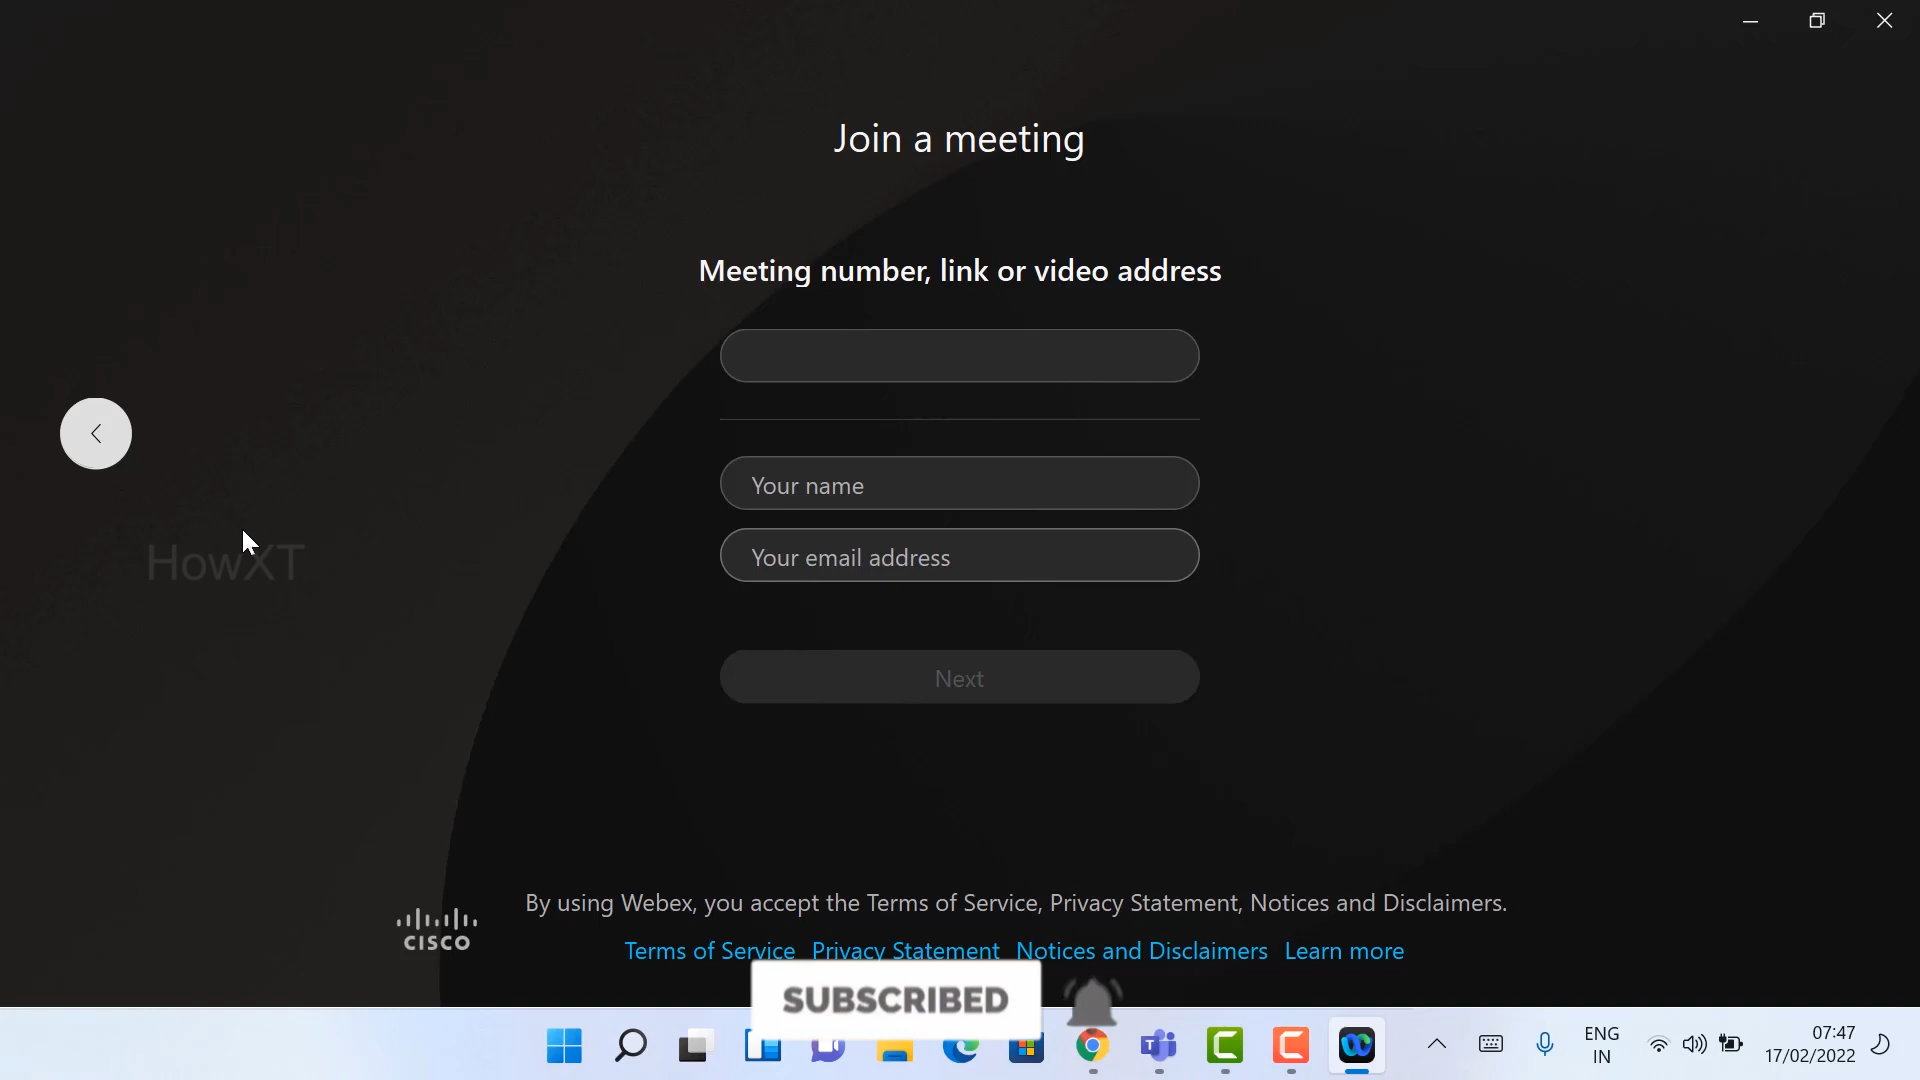 Join a meeting
Meeting number, link or video address
Your name
HowXT
Your email address
Next
By using Webex, you accept the Terms of Service, Privacy Statement, Notices and Disclaimers.
CISCO
Terms of Service Privacy Statement Notices and Disclaimers Learn more
SUBSCRIBED
ENG
IN
07:47
17/02/2022